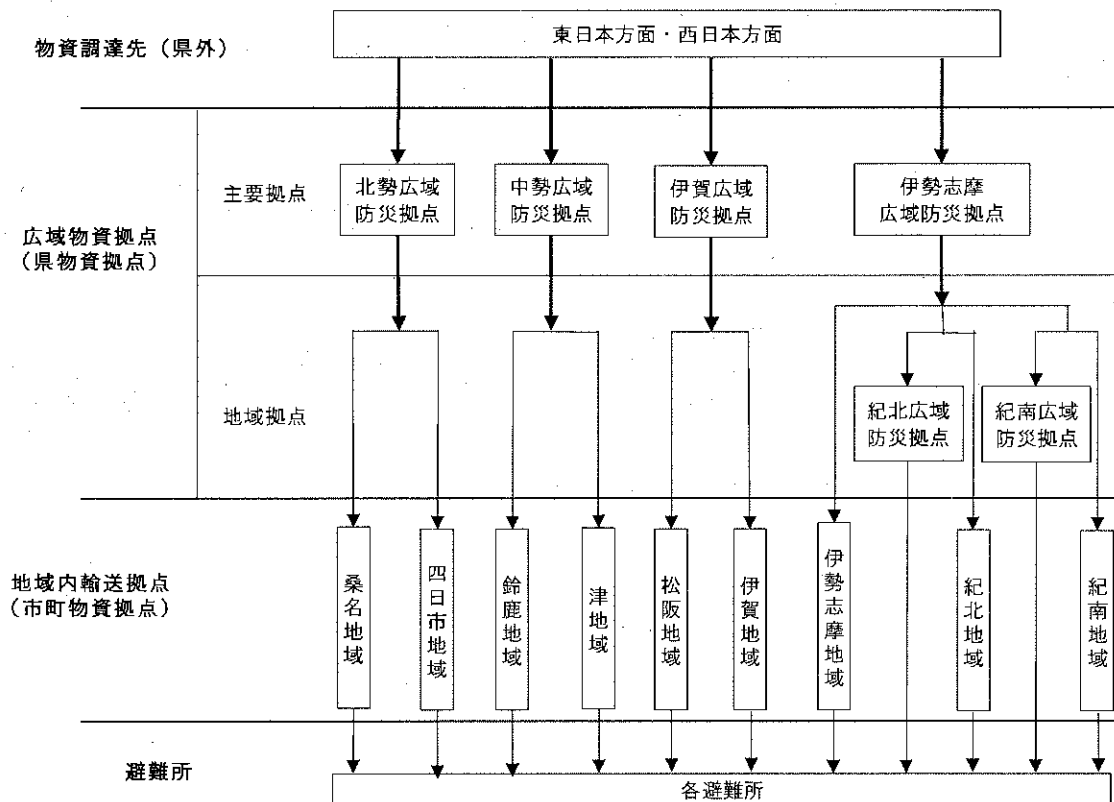 物資調達先（県外）
東日本方面・西日本方面
広域物資拠点
（県物資拠点）
主要拠点
北勢広域
防災拠点
中勢広域
防災拠点
伊賀広域
防災拠点
伊勢志摩
広域防災拠点
地域拠点
紀北広域
防災拠点
紀南広域
防災拠点
地域内輸送拠点
（市町物資拠点）
桑名地域
四日市地域
鈴鹿地域
津地域
松阪地域
伊賀地域
伊勢志摩地域
紀北地域
紀南地域
避難所
各避難所